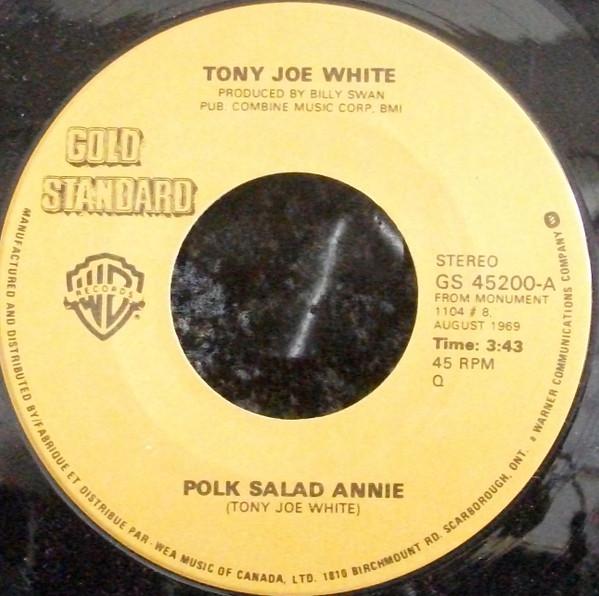 TONY JOE WHITE
PRODUCED BY BILLY SWAN
PUB: COMBINE MUSIC CORP. BMI
GOLD
STANDARD
W
RECORDS
STEREO
GS 45200-A
FROM MONUMENT
1104 # 8,
AUGUST 1969
Time: 3:43
45 RPM
Q
POLK SALAD ANNIE
(TONY JOE WHITE)
MANUFACTURED AND DISTRIBUTED BY/FABRIQUE ET DISTRIBUE PAR · WEA MUSIC OF CANADA, LTD. 1810 BIRCHMOUNT RD. SCARBOROUGH, ONT. A WARNER COMMUNICATIONS COMPANY